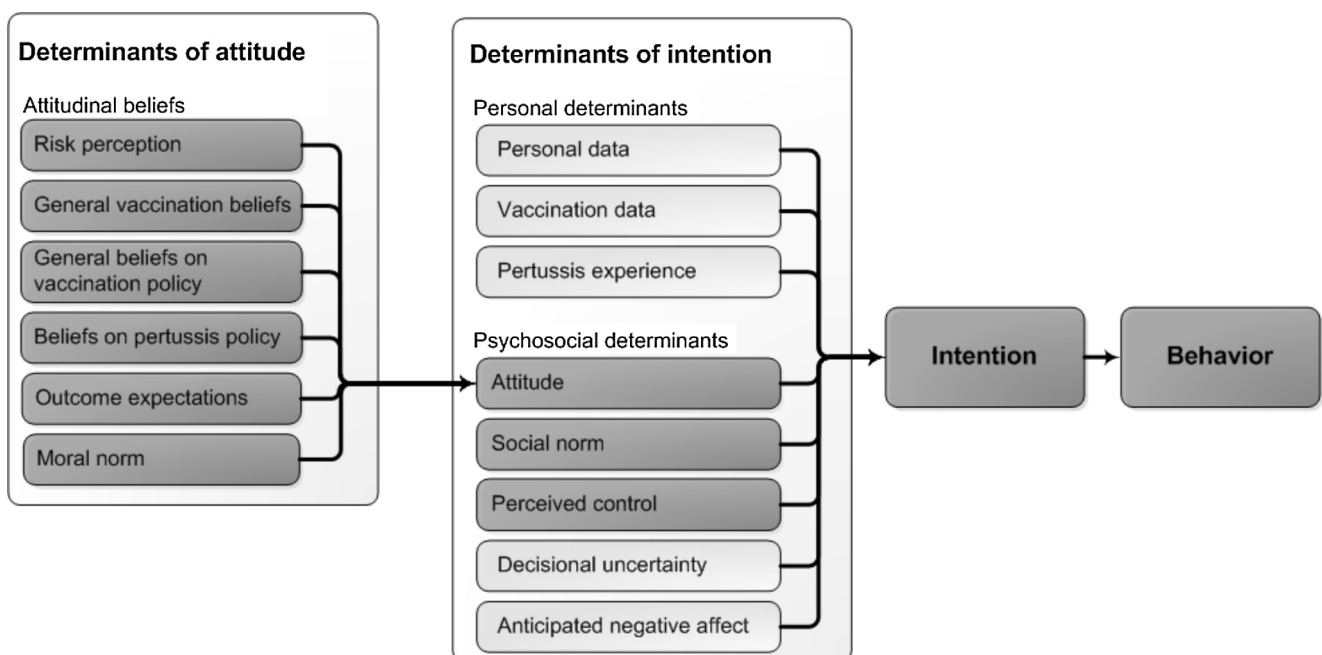 Determinants of attitude
Attitudinal beliefs
Risk perception
General vaccination beliefs
General beliefs on
vaccination policy
Beliefs on pertussis policy
Outcome expectations
Moral norm
Determinants of intention
Personal determinants
Personal data
Vaccination data
Pertussis experience
Psychosocial determinants
Attitude
Social norm
Perceived control
Decisional uncertainty
Anticipated negative affect
Intention
Behavior